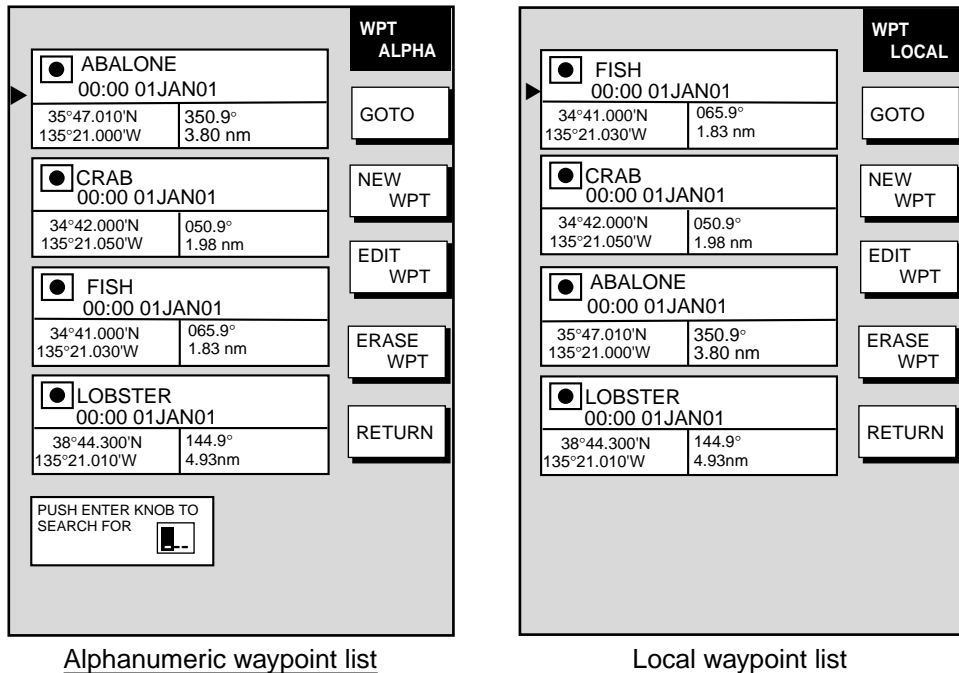 WPT
ALPHA
ABALONE
00:00 01JAN01
35°47.010'N 350.9°
135°21.000'W 3.80 nm
GOTO
CRAB
00:00 01JAN01
34°42.000'N 050.9°
135°21.050'W 1.98 nm
NEW
WPT
FISH
00:00 01JAN01
34°41.000'N 065.9°
135°21.030'W 1.83 nm
EDIT
WPT
LOBSTER
00:00 01JAN01
38°44.300'N 144.9°
135°21.010'W 4.93nm
ERASE
WPT
RETURN
PUSH ENTER KNOB TO
SEARCH FOR
Alphanumeric waypoint list
WPT
LOCAL
FISH
00:00 01JAN01
34°41.000'N 065.9°
135°21.030'W 1.83 nm
GOTO
CRAB
00:00 01JAN01
34°42.000'N 050.9°
135°21.050'W 1.98 nm
NEW
WPT
ABALONE
00:00 01JAN01
35°47.010'N 350.9°
135°21.000'W 3.80 nm
EDIT
WPT
LOBSTER
00:00 01JAN01
38°44.300'N 144.9°
135°21.010'W 4.93nm
ERASE
WPT
RETURN
Local waypoint list